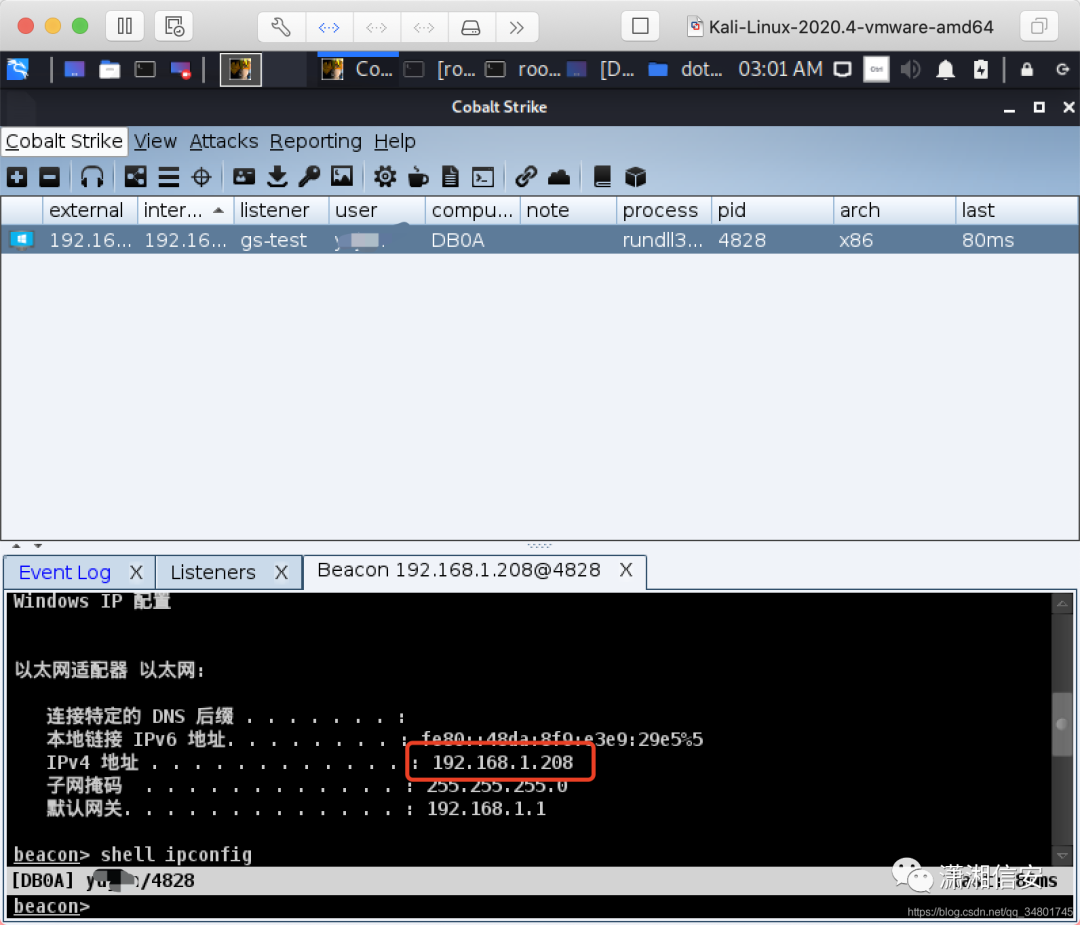 Kali-Linux-2020.4-vmware-amd64
Co... [ro... roo... [D... dot... 03:01 AM
Cobalt Strike
Cobalt Strike View Attacks Reporting Help
external inter... listener user compu... note process pid arch last
192.16... 192.16... gs-test DB0A rundll3... 4828 x86 80ms
Event Log X Listeners X Beacon 192.168.1.208@4828 X
Windows IP 配置
以太网适配器 以太网:
连接特定的 DNS 后缀 . . . . . . . :
本地链接 IPv6 地址. . . . . . . . : fe80::48da:8f9:e3e9:29e5%5
IPv4 地址 . . . . . . . . . . . . : 192.168.1.208
子网掩码 . . . . . . . . . . . . : 255.255.255.0
默认网关. . . . . . . . . . . . . : 192.168.1.1
beacon> shell ipconfig
[DB0A] /4828
潇湘信安
beacon>
https://blog.csdn.net/qq_34801745